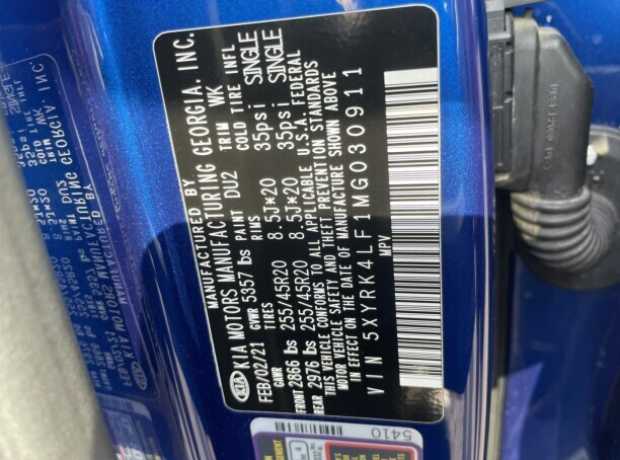 KIA
MANUFACTURED BY
KIA MOTORS MANUFACTURING GEORGIA, INC.
FEB/02/21 GVWR 5357 lbs PAINT DU2 TRIM WK
TIRES RIMS COLD TIRE INFL
FRONT 2866 lbs 255/45R20 8.5J*20 35psi SINGLE
REAR 2976 lbs 255/45R20 8.5J*20 35psi SINGLE
THIS VEHICLE CONFORMS TO ALL APPLICABLE U.S.A. FEDERAL
MOTOR VEHICLE SAFETY AND THEFT PREVENTION STANDARDS
IN EFFECT ON THE DATE OF MANUFACTURE SHOWN ABOVE
MPV
VIN 5XYRK4LF1MG030911
5410